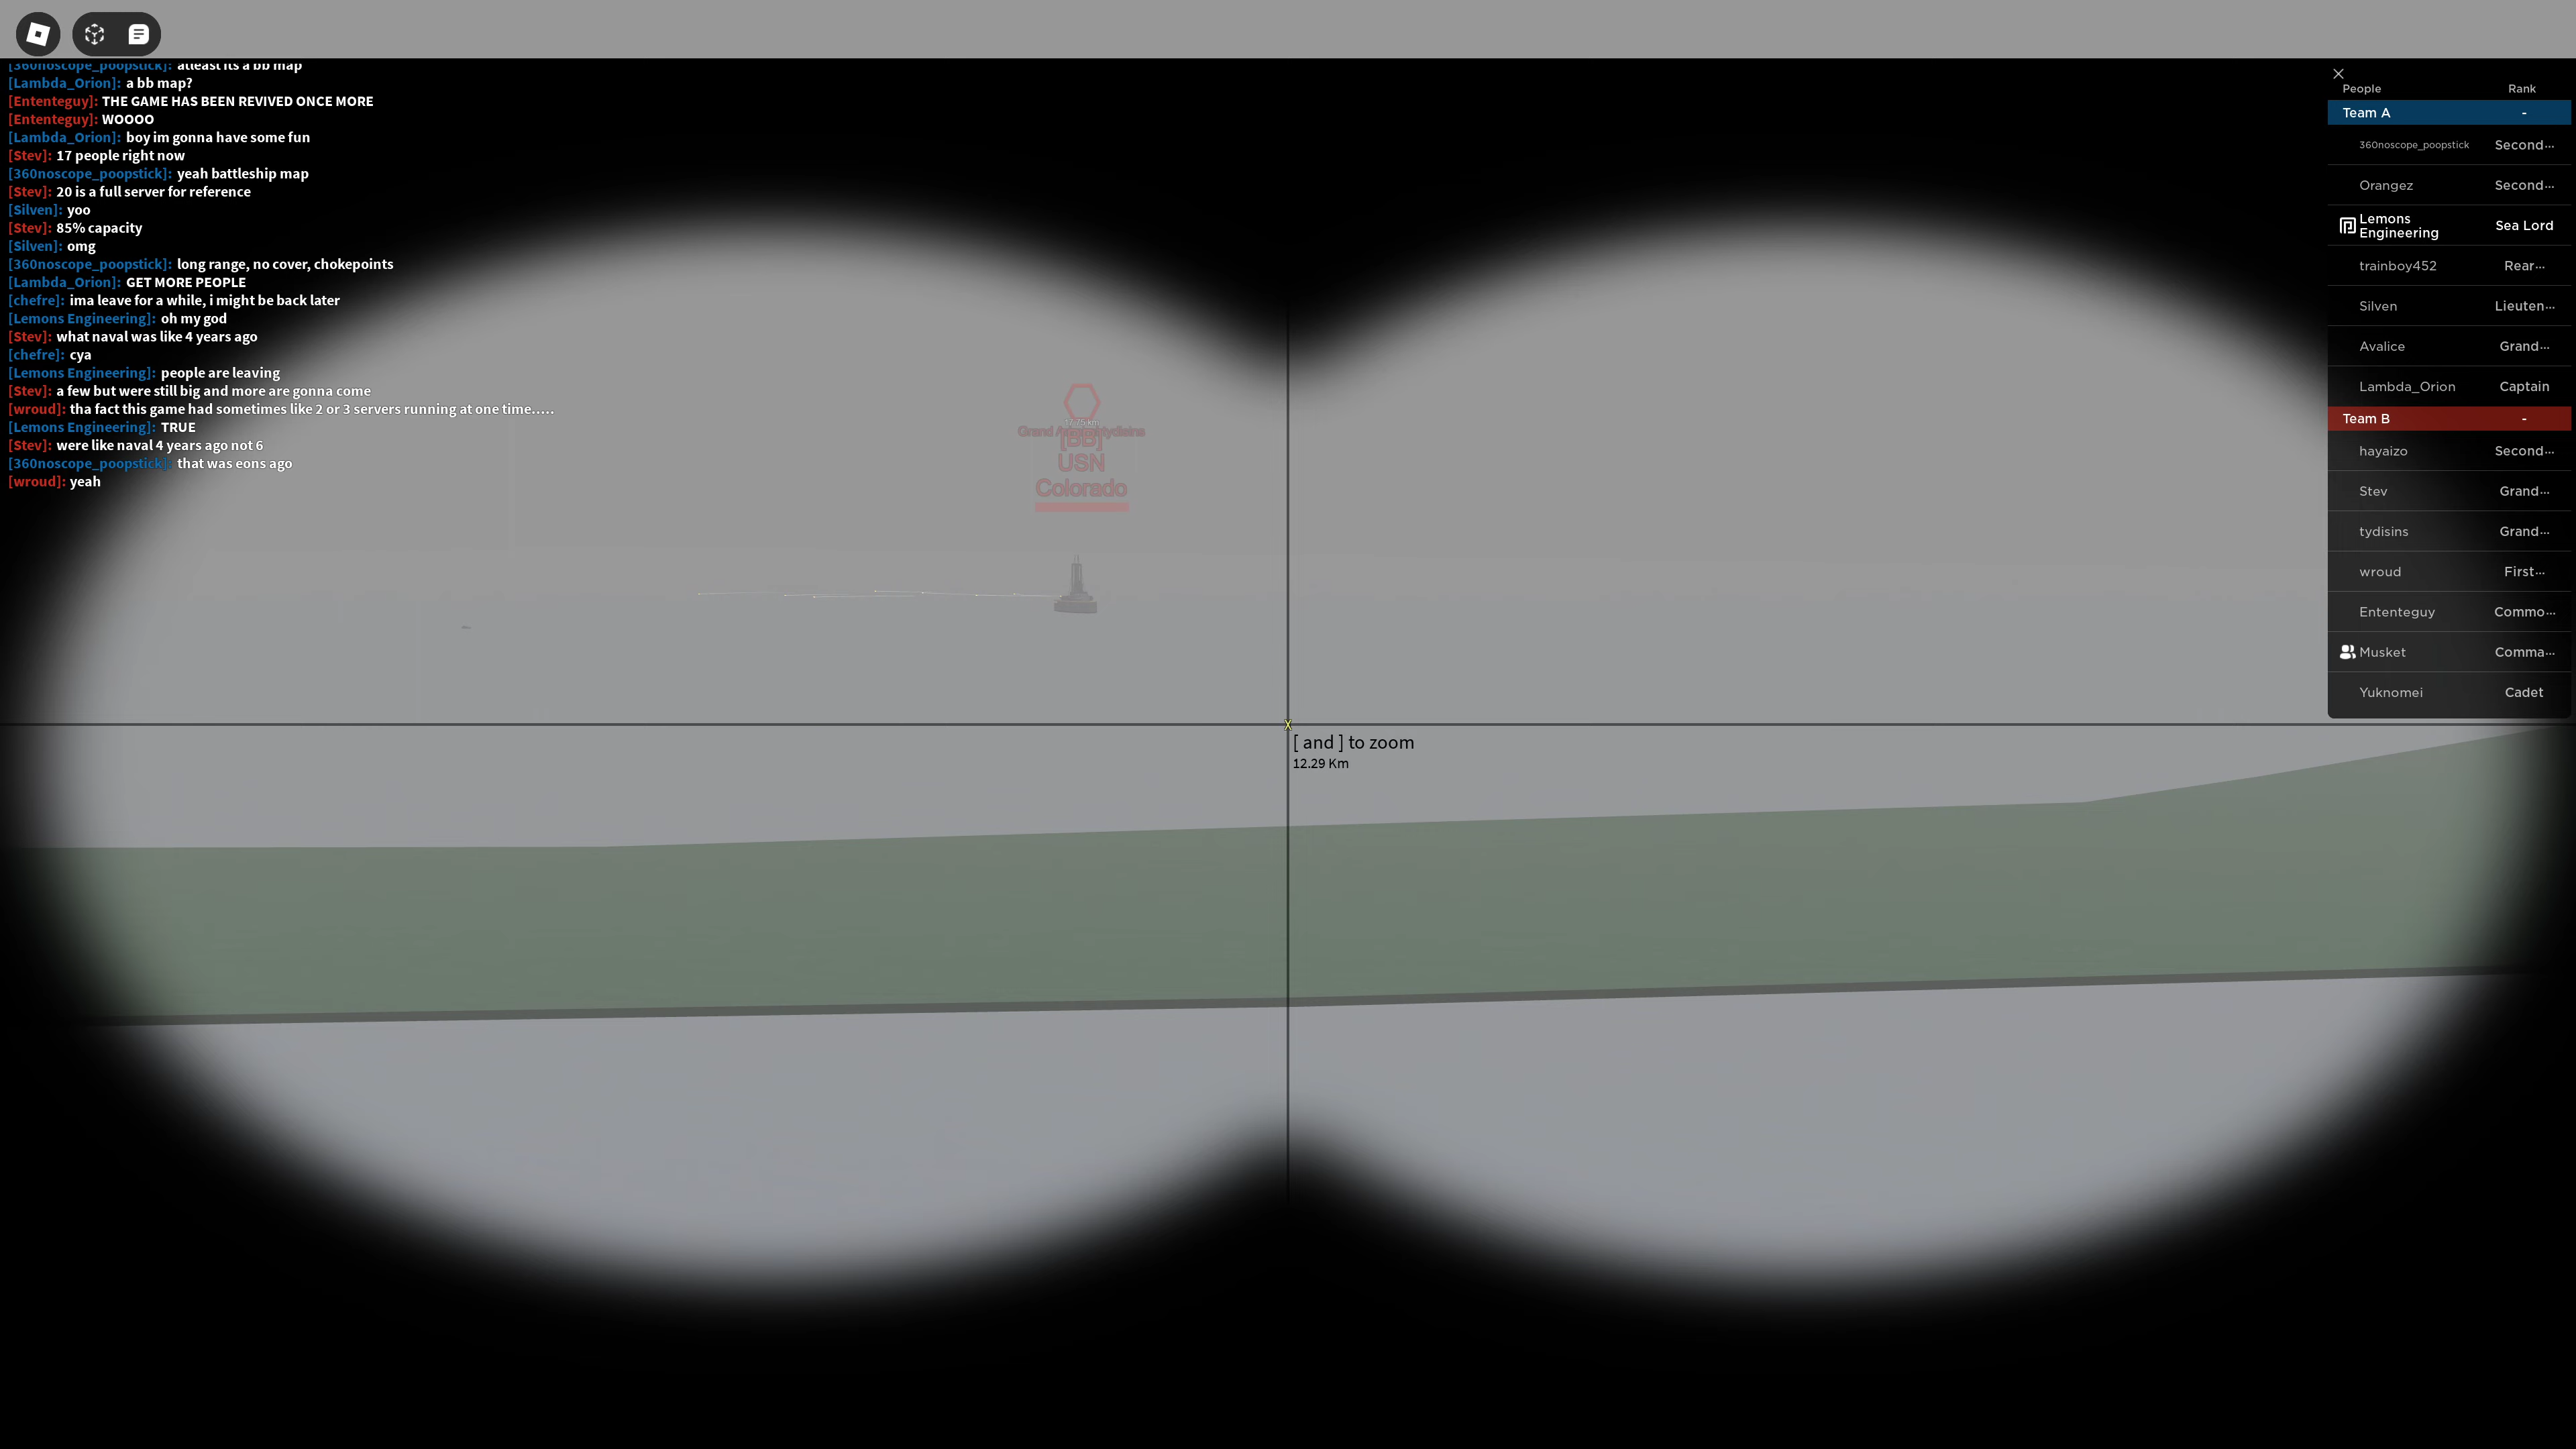 [360noscope_poopstick]: atleast its a bb map
[Lambda_Orion]: a bb map?
[Ententeguy]: THE GAME HAS BEEN REVIVED ONCE MORE
[Ententeguy]: WOOOO
[Lambda_Orion]: boy im gonna have some fun
[Stev]: 17 people right now
[360noscope_poopstick]: yeah battleship map
[Stev]: 20 is a full server for reference
[Silven]: yoo
[Stev]: 85% capacity
[Silven]: omg
[360noscope_poopstick]: long range, no cover, chokepoints
[Lambda_Orion]: GET MORE PEOPLE
[chefre]: ima leave for a while, i might be back later
[Lemons Engineering]: oh my god
[Stev]: what naval was like 4 years ago
[chefre]: cya
[Lemons Engineering]: people are leaving
[Stev]: a few but were still big and more are gonna come
[wroud]: tha fact this game had sometimes like 2 or 3 servers running at one time.....
[Lemons Engineering]: TRUE
[Stev]: were like naval 4 years ago not 6
[360noscope_poopstick]: that was eons ago
[wroud]: yeah
Grand
[BB]
USN
Colorado
[ and ] to zoom
12.29 Km
People Rank
Team A -
360noscope_poopstick Second...
Orangez Second...
Lemons Engineering Sea Lord
trainboy452 Rear...
Silven Lieuten...
Avalice Grand...
Lambda_Orion Captain
Team B -
hayaizo Second...
Stev Grand...
tydisins Grand...
wroud First...
Ententeguy Commo...
Musket Comma...
Yuknomei Cadet